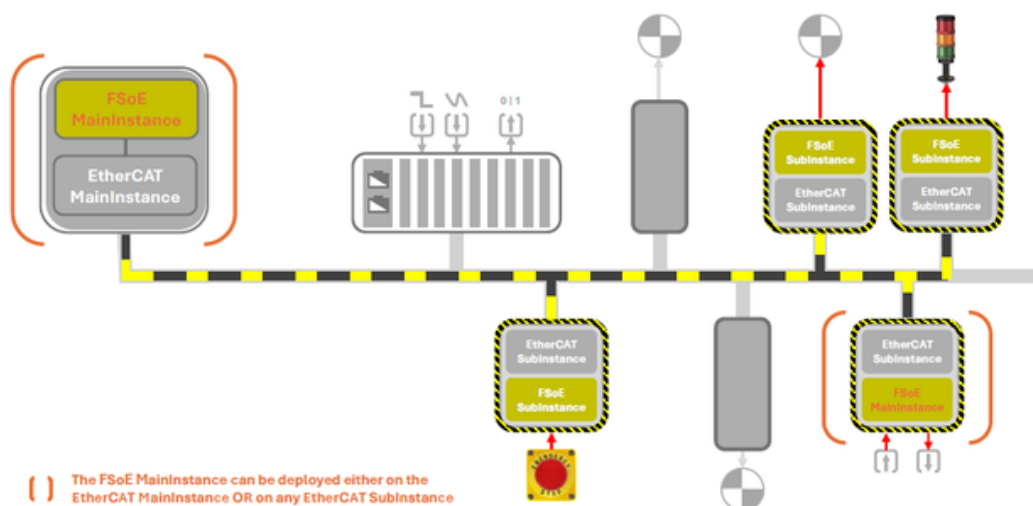 FSoE
MainInstance
EtherCAT
MainInstance
0|1
FSoE
SubInstance
EtherCAT
SubInstance
FSoE
SubInstance
EtherCAT
SubInstance
EtherCAT
SubInstance
FSoE
SubInstance
EtherCAT
SubInstance
FSoE
MainInstance
EMERGENCY
STOP
The FSoE MainInstance can be deployed either on the
EtherCAT MainInstance OR on any EtherCAT SubInstance